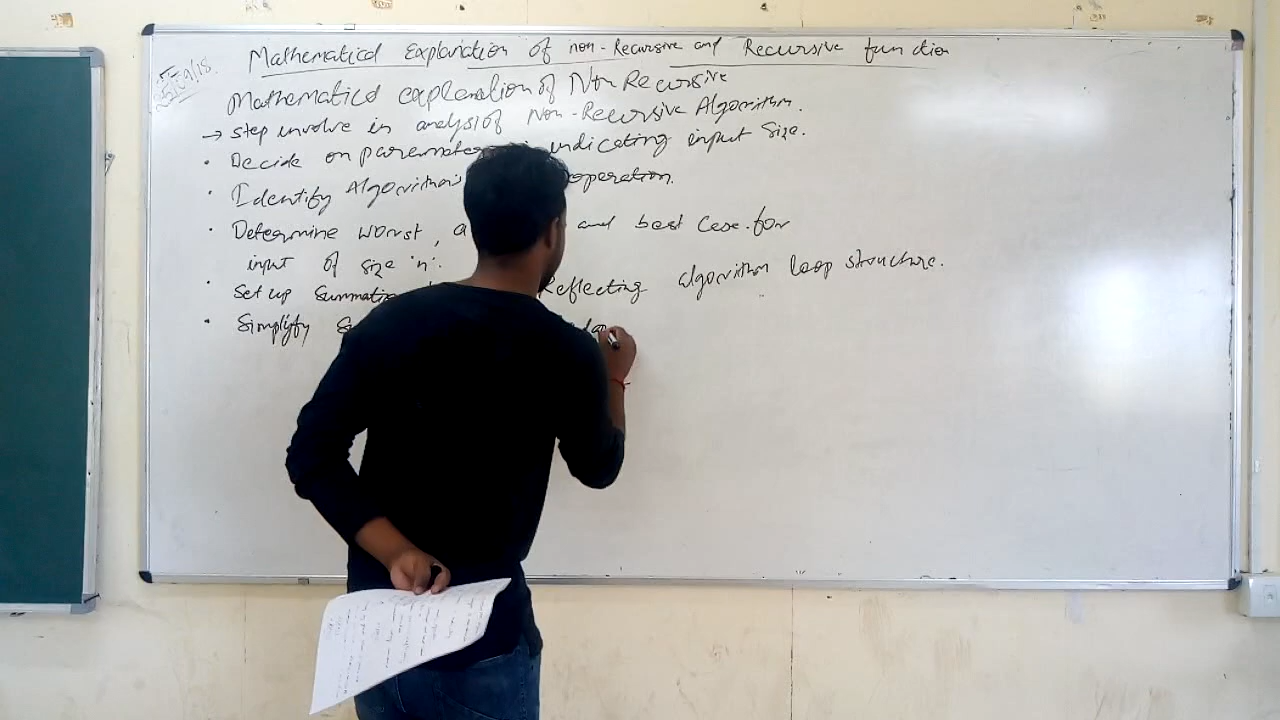 Mathematical Explanation of non-Recursive and Recursive function
Mathematical explanation of Non Recursive
→ step involve in analysis of Non-Recursive Algorithm.
• Decide on parameter indicating input size.
• Identify Algorithm's operation.
• Determine worst, and best case for
input of size 'n'.
• Set up Summation Reflecting algorithm loop structure.
• Simplify